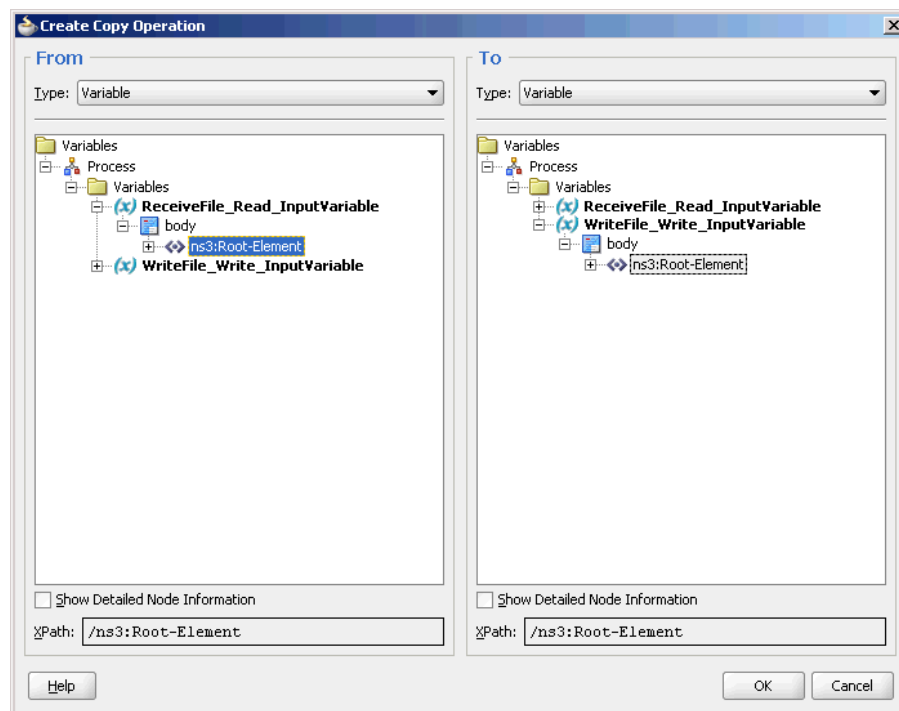 Create Copy Operation
From
Type: Variable
Variables
Process
Variables
ReceiveFile_Read_InputVariable
body
ns3:Root-Element
WriteFile_Write_InputVariable
Show Detailed Node Information
XPath: /ns3:Root-Element
To
Type: Variable
Variables
Process
Variables
ReceiveFile_Read_InputVariable
WriteFile_Write_InputVariable
body
ns3:Root-Element
Show Detailed Node Information
XPath: /ns3:Root-Element
Help
OK
Cancel